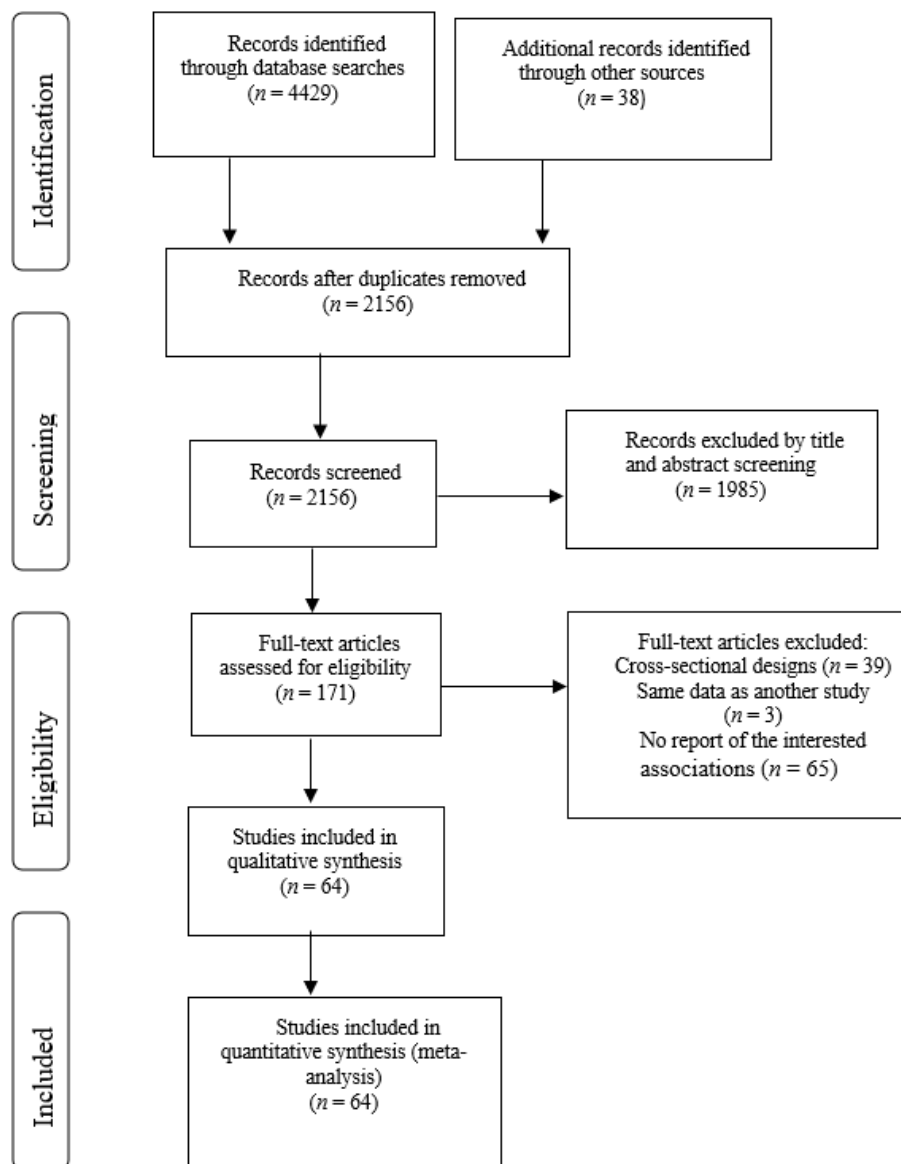 Identification
Records identified
through database searches
(n = 4429)
Additional records identified
through other sources
(n = 38)
Records after duplicates removed
(n = 2156)
Screening
Records screened
(n = 2156)
Records excluded by title
and abstract screening
(n = 1985)
Eligibility
Full-text articles
assessed for eligibility
(n = 171)
Full-text articles excluded:
Cross-sectional designs (n = 39)
Same data as another study
(n = 3)
No report of the interested
associations (n = 65)
Studies included in
qualitative synthesis
(n = 64)
Included
Studies included in
quantitative synthesis (meta-
analysis)
(n = 64)